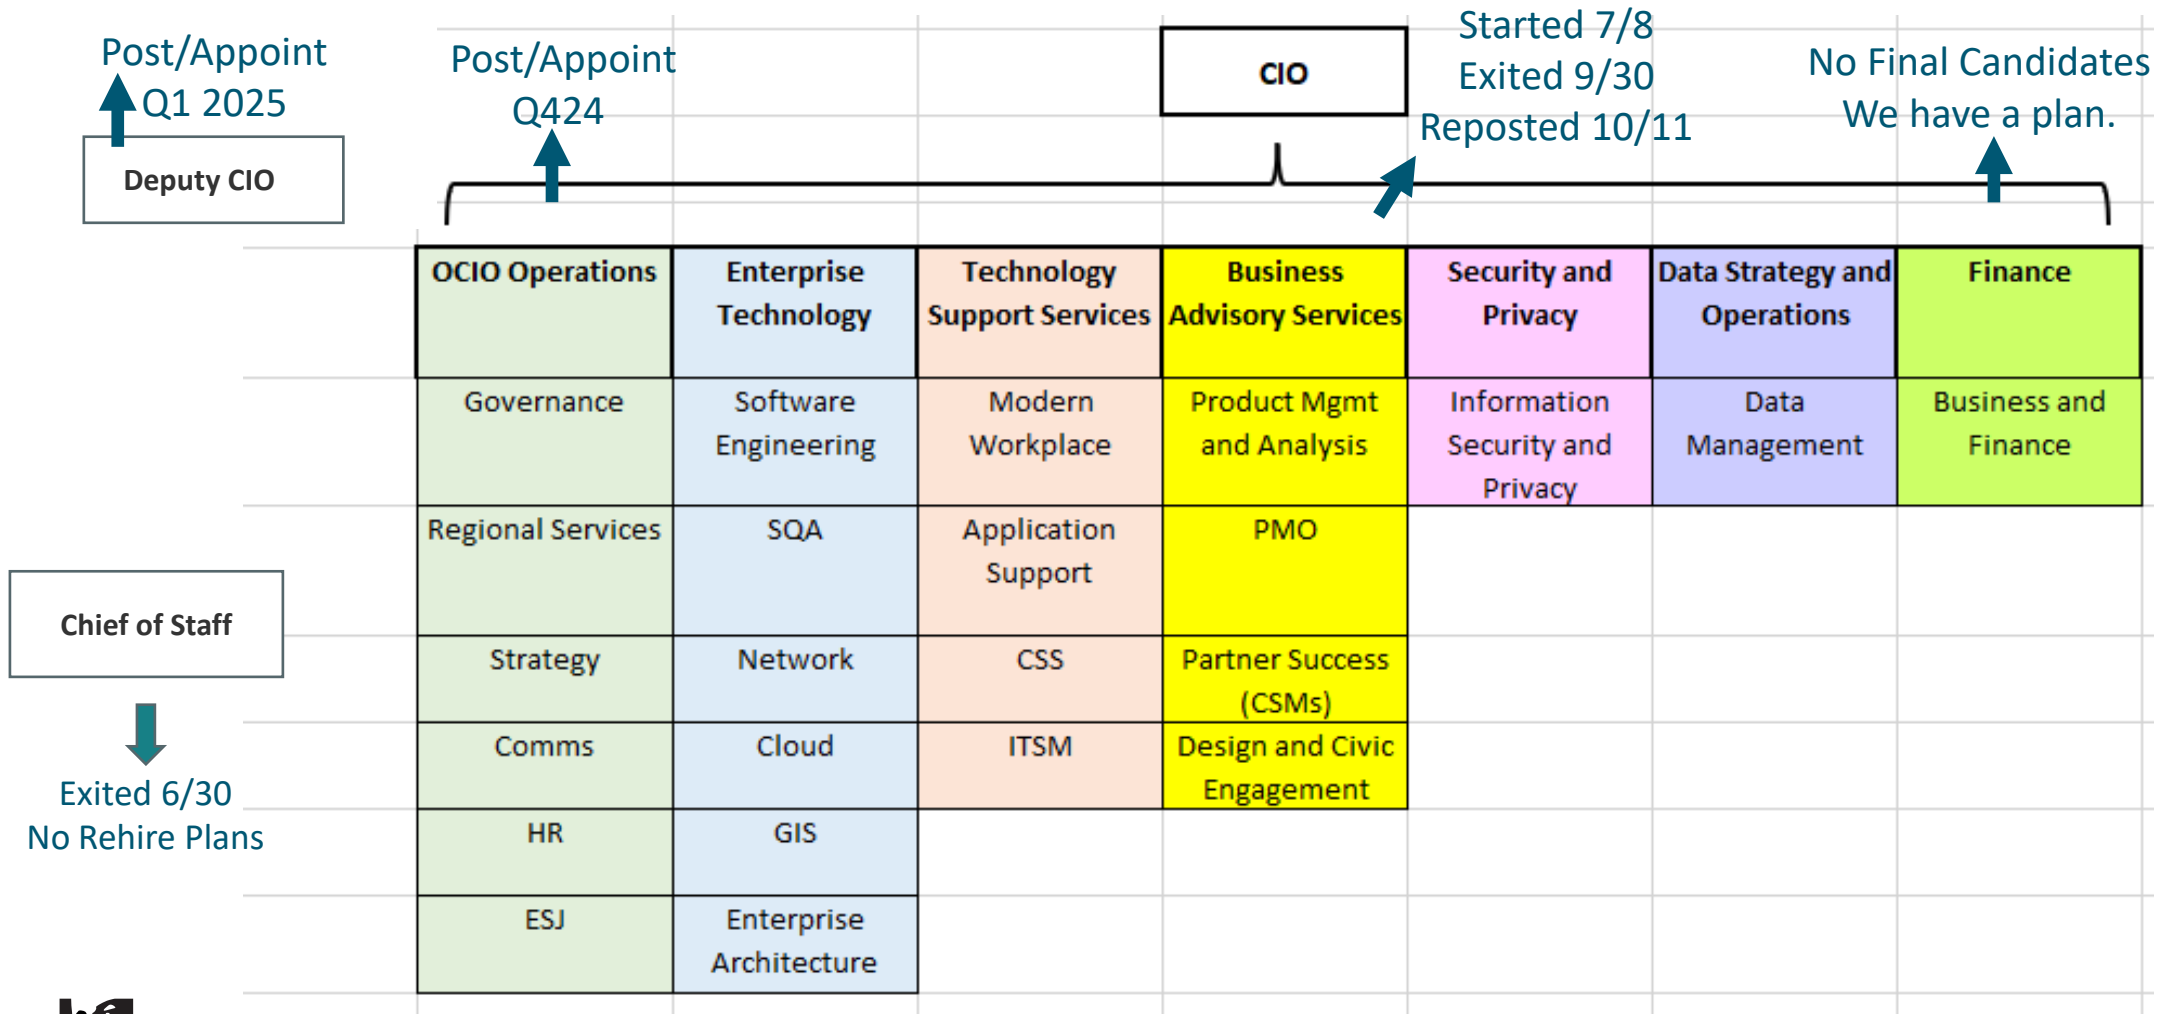 Post/Appoint
Q1 2025
Deputy CIO
Post/Appoint
Q424
CIO
Started 7/8
Exited 9/30
Reposted 10/11
No Final Candidates
We have a plan.
OCIO Operations
Enterprise
Technology
Technology
Support Services
Business
Advisory Services
Security and
Privacy
Data Strategy and
Operations
Finance
Governance
Software
Engineering
Modern
Workplace
Product Mgmt
and Analysis
Information
Security and
Privacy
Data
Management
Business and
Finance
Regional Services
SQA
Application
Support
PMO
Chief of Staff
Strategy
Network
CSS
Partner Success
(CSMs)
Comms
Cloud
ITSM
Design and Civic
Engagement
Exited 6/30
No Rehire Plans
HR
GIS
ESJ
Enterprise
Architecture